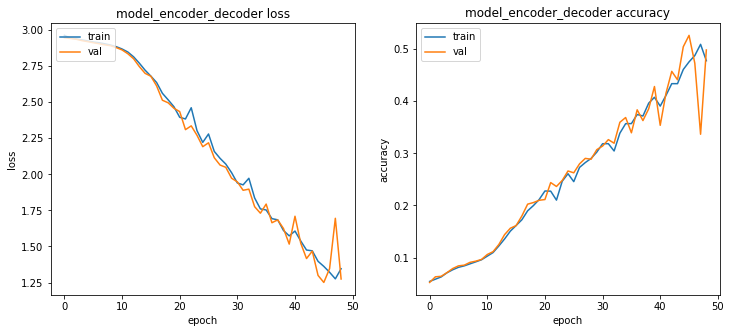 model_encoder_decoder loss
train
val
3.00
2.75
2.50
2.25
2.00
1.75
1.50
1.25
loss
0
10
20
30
40
50
epoch
model_encoder_decoder accuracy
train
val
0.5
0.4
0.3
0.2
0.1
accuracy
0
10
20
30
40
50
epoch